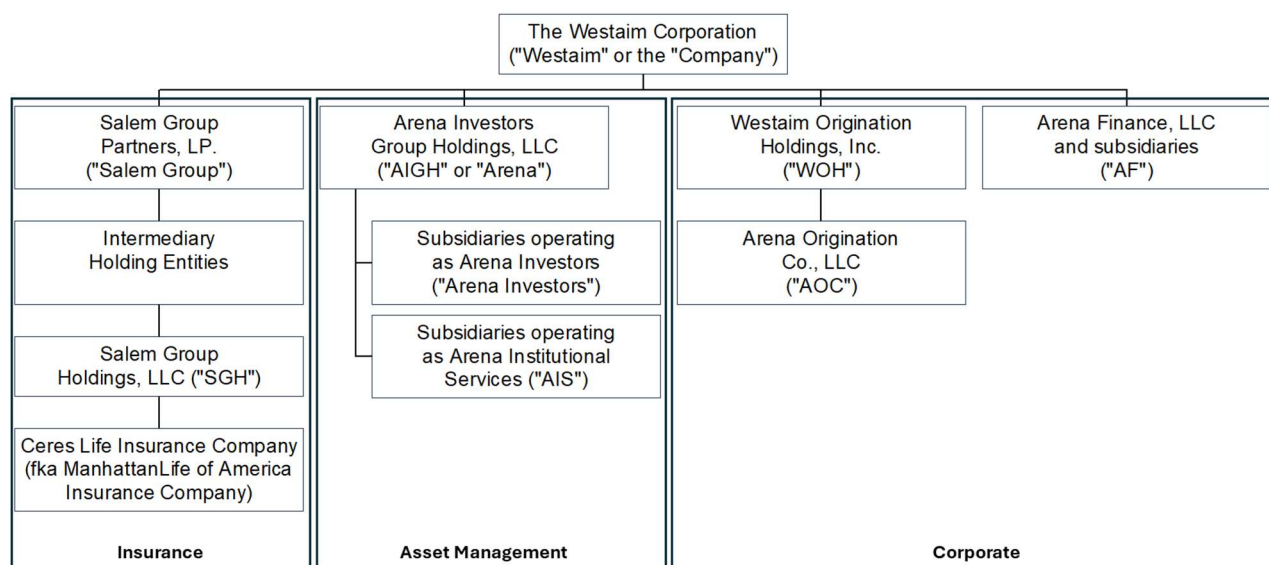 The Westaim Corporation
("Westaim" or the "Company")
Salem Group
Partners, LP.
("Salem Group")
Intermediary
Holding Entities
Salem Group
Holdings, LLC ("SGH")
Ceres Life Insurance Company
(fka ManhattanLife of America
Insurance Company)
Insurance
Arena Investors
Group Holdings, LLC
("AIGH" or "Arena")
Subsidiaries operating
as Arena Investors
("Arena Investors")
Subsidiaries operating
as Arena Institutional
Services ("AIS")
Asset Management
Westaim Origination
Holdings, Inc.
("WOH")
Arena Origination
Co., LLC
("AOC")
Arena Finance, LLC
and subsidiaries
("AF")
Corporate